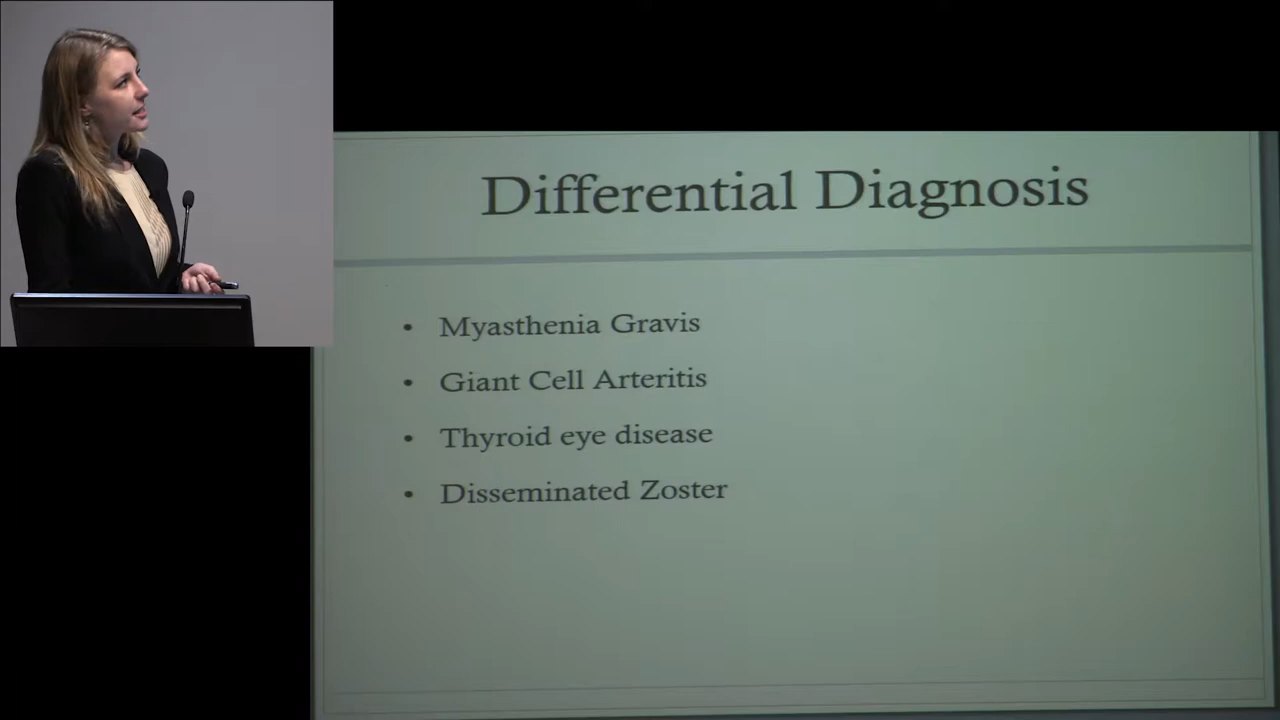 Differential Diagnosis
• Myasthenia Gravis
• Giant Cell Arteritis
• Thyroid eye disease
• Disseminated Zoster